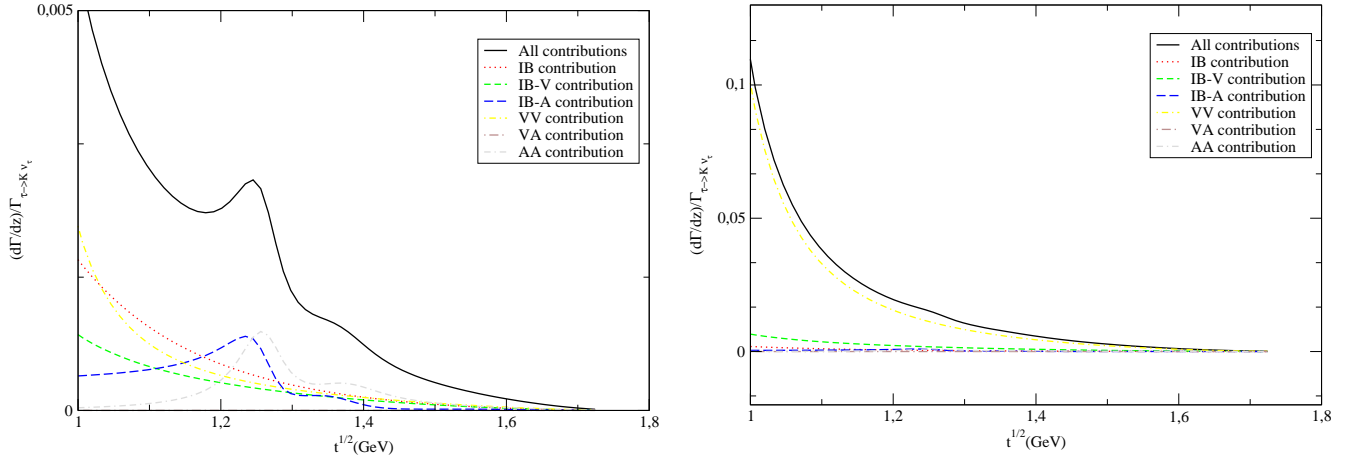 0,005
0
(dΓ/dz)/Γτ->K ντ
All contributions
IB contribution
IB-V contribution
IB-A contribution
VV contribution
VA contribution
AA contribution
1 1,2 1,4 1,6 1,8
t^1/2(GeV)
0,1
0,05
0
(dΓ/dz)/Γτ->K ντ
All contributions
IB contribution
IB-V contribution
IB-A contribution
VV contribution
VA contribution
AA contribution
1 1,2 1,4 1,6 1,8
t^1/2(GeV)